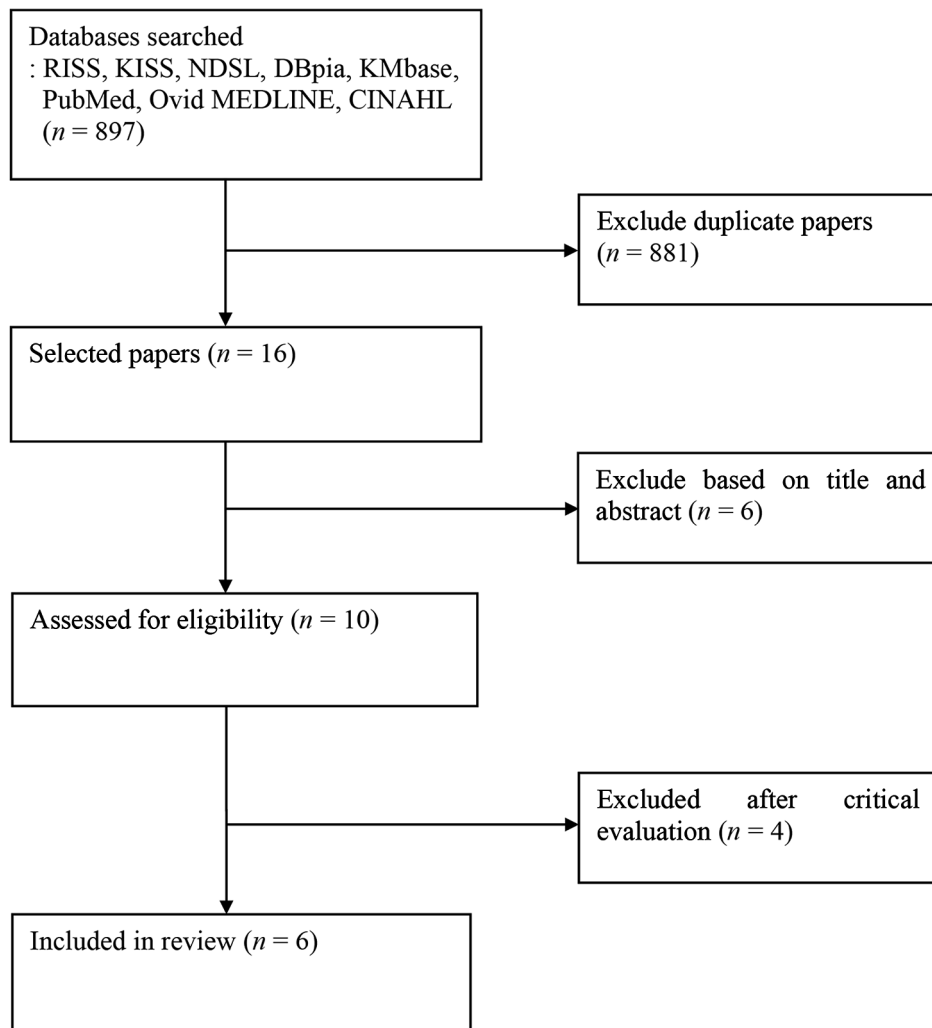 Databases searched
: RISS, KISS, NDSL, DBpia, KMbase,
PubMed, Ovid MEDLINE, CINAHL
(n = 897)
Exclude duplicate papers
(n = 881)
Selected papers (n = 16)
Exclude based on title and
abstract (n = 6)
Assessed for eligibility (n = 10)
Excluded after critical
evaluation (n = 4)
Included in review (n = 6)